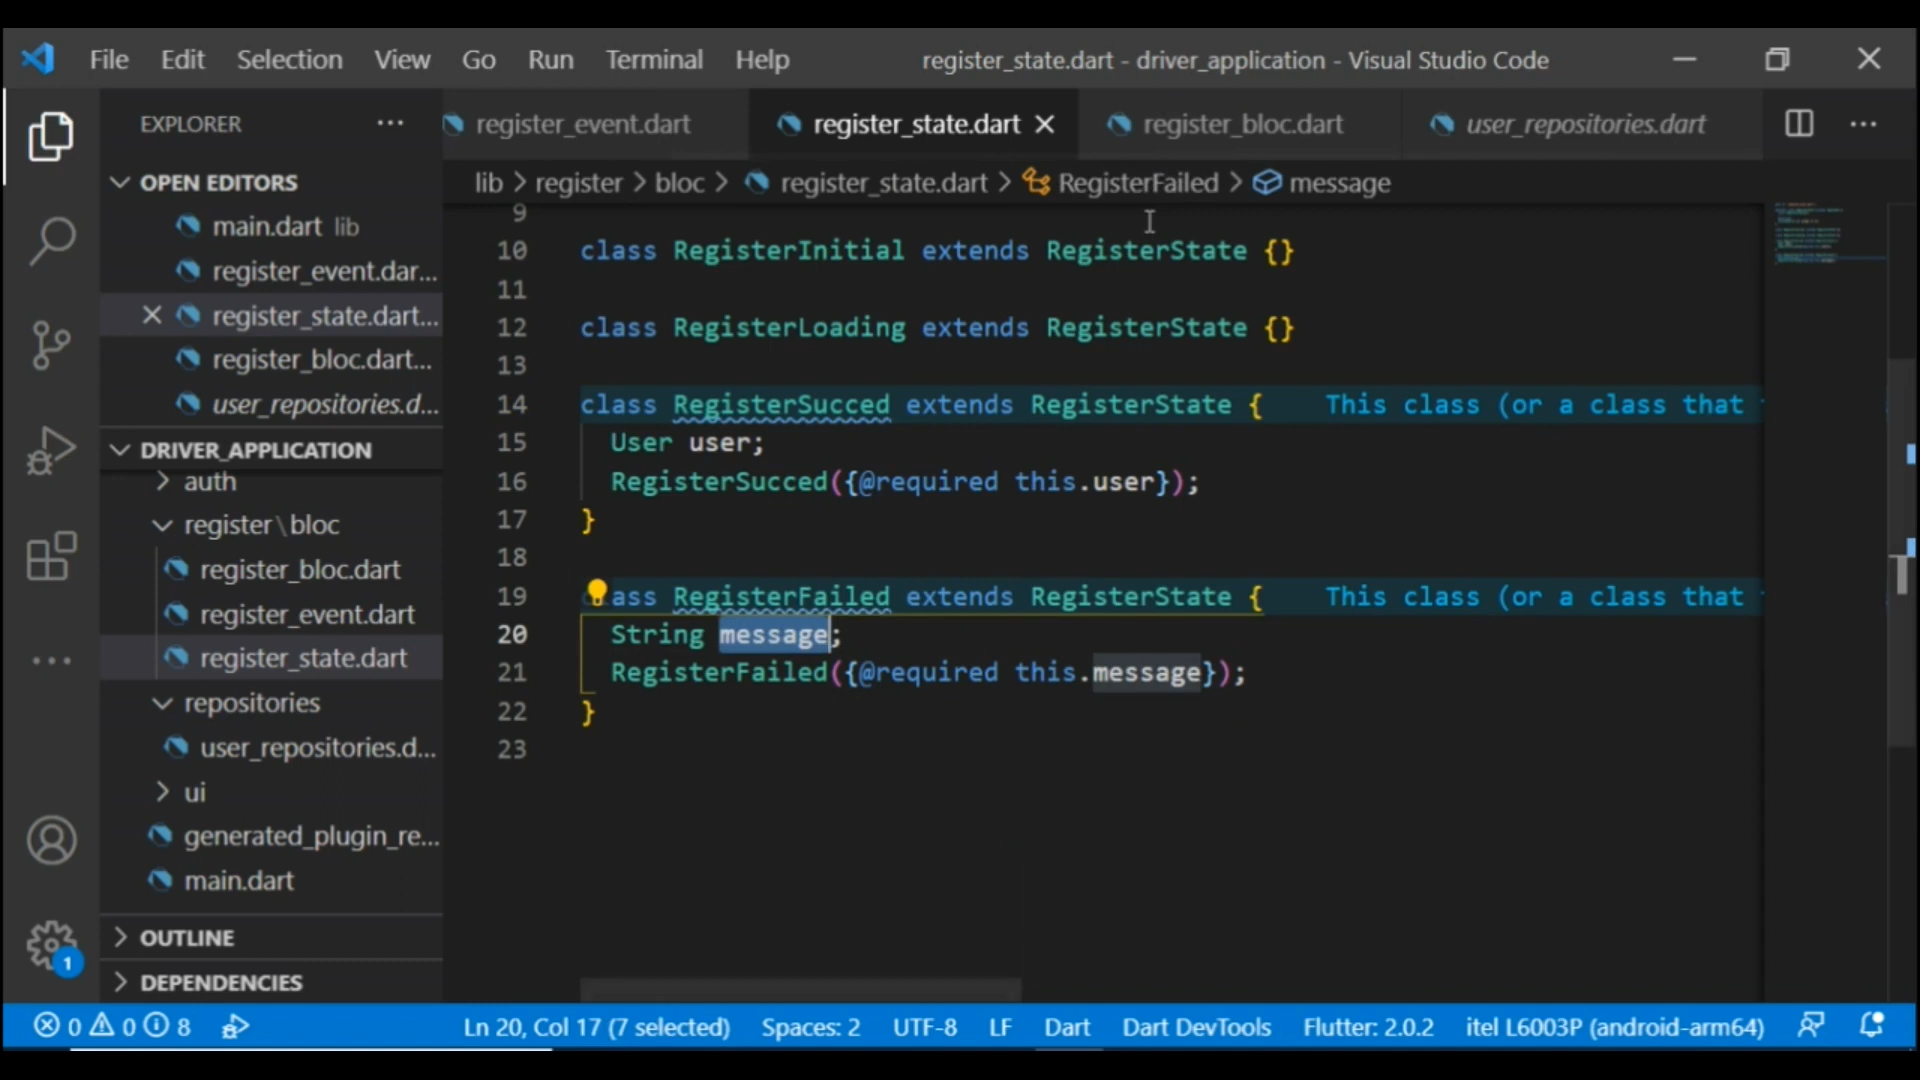 File Edit Selection View Go Run Terminal Help register_state.dart - driver_application - Visual Studio Code
EXPLORER
register_event.dart register_state.dart register_bloc.dart user_repositories.dart
OPEN EDITORS
lib > register > bloc > register_state.dart > RegisterFailed > message
main.dart lib
register_event.dar...
register_state.dart...
register_bloc.dart...
user_repositories.d...
DRIVER_APPLICATION
auth
register\bloc
register_bloc.dart
register_event.dart
register_state.dart
repositories
user_repositories.d...
ui
generated_plugin_re...
main.dart
OUTLINE
DEPENDENCIES
9
10 class RegisterInitial extends RegisterState {}
11
12 class RegisterLoading extends RegisterState {}
13
14 class RegisterSucced extends RegisterState { This class (or a class that
15 User user;
16 RegisterSucced({@required this.user});
17 }
18
19 class RegisterFailed extends RegisterState { This class (or a class that
20 String message;
21 RegisterFailed({@required this.message});
22 }
23
1
0 0 8 Ln 20, Col 17 (7 selected) Spaces: 2 UTF-8 LF Dart Dart DevTools Flutter: 2.0.2 itel L6003P (android-arm64)